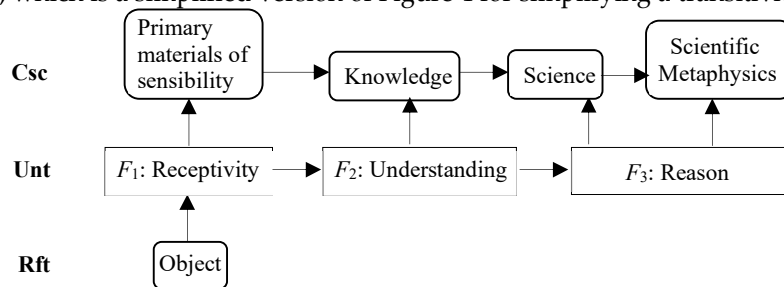 which is a simplified version of Figure 1 for simplifying a
Primary
materials of
sensibility
Csc
Knowledge
Science
Scientific
Metaphysics
Unt
F₁: Receptivity
F₂: Understanding
F₃: Reason
Rft
Object